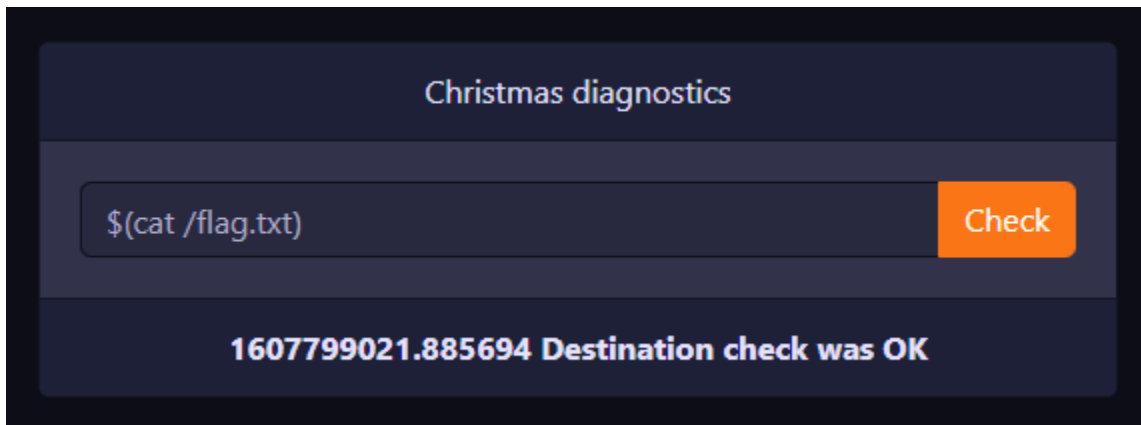 Christmas diagnostics
$(cat /flag.txt)
Check
1607799021.885694 Destination check was OK